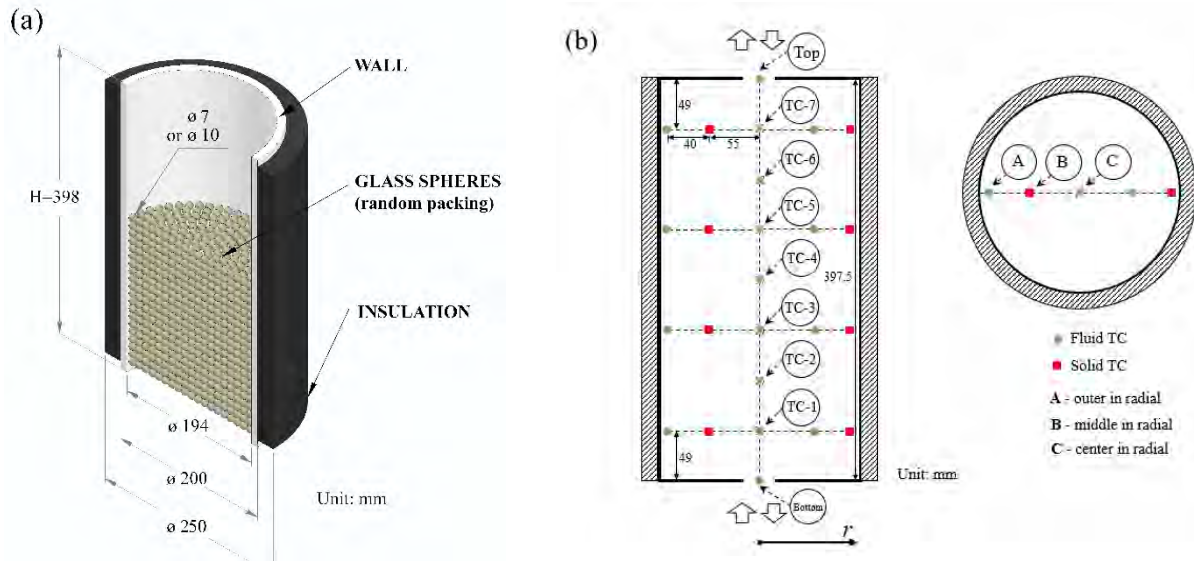 (a)
WALL
ø 7
or ø 10
H=398
GLASS SPHERES
(random packing)
INSULATION
ø 194
ø 200
Unit: mm
ø 250
(b)
Top
49
TC-7
40
55
TC-6
TC-5
TC-4
397.5
TC-3
TC-2
TC-1
49
Unit: mm
Bottom
r
A
B
C
Fluid TC
Solid TC
A - outer in radial
B - middle in radial
C - center in radial